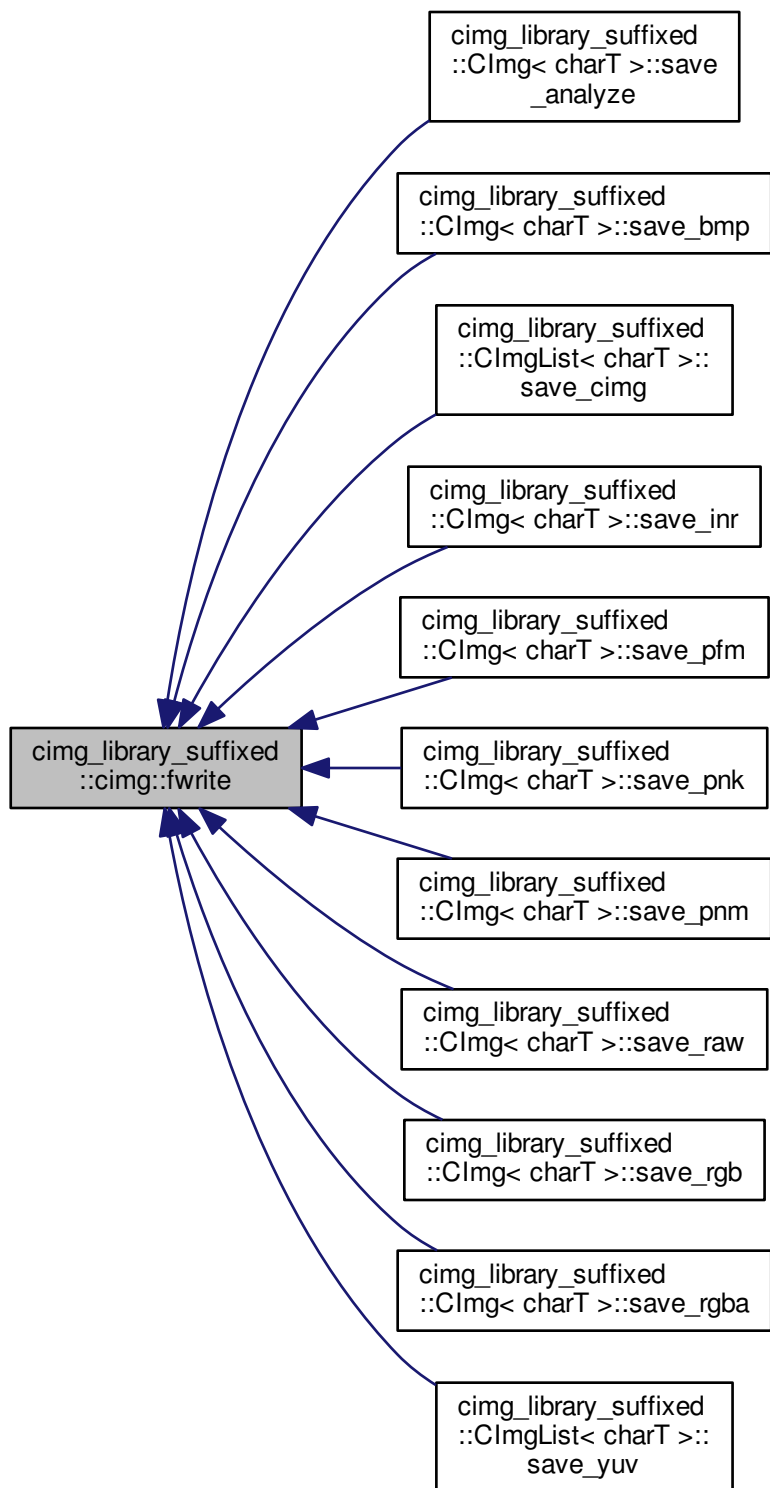 cimg_library_suffixed
::CImg< charT >::save
_analyze
cimg_library_suffixed
::CImg< charT >::save_bmp
cimg_library_suffixed
::CImgList< charT >::
save_cimg
cimg_library_suffixed
::CImg< charT >::save_inr
cimg_library_suffixed
::CImg< charT >::save_pfm
cimg_library_suffixed
::cimg::fwrite
cimg_library_suffixed
::CImg< charT >::save_pnk
cimg_library_suffixed
::CImg< charT >::save_pnm
cimg_library_suffixed
::CImg< charT >::save_raw
cimg_library_suffixed
::CImg< charT >::save_rgb
cimg_library_suffixed
::CImg< charT >::save_rgba
cimg_library_suffixed
::CImgList< charT >::
save_yuv